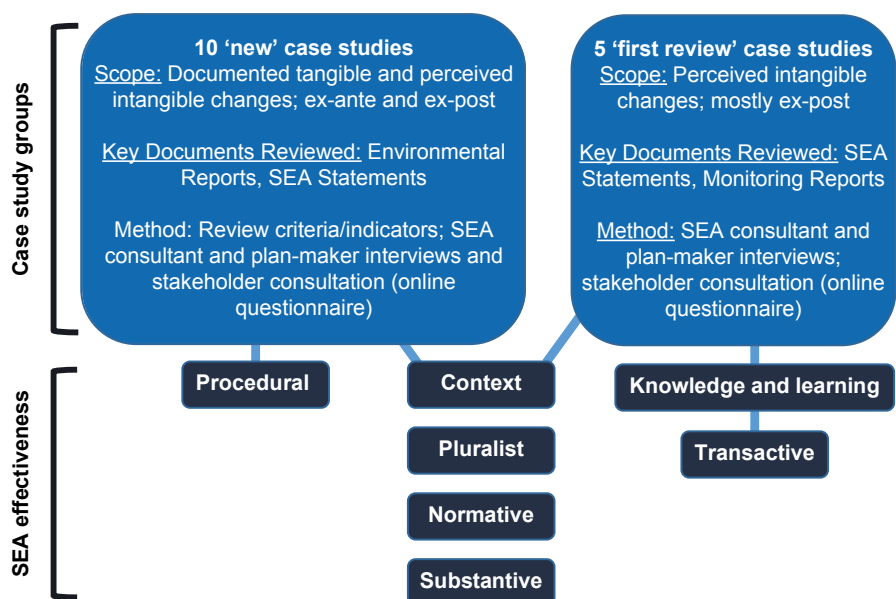 Case study groups
10 ‘new’ case studies
Scope: Documented tangible and perceived
intangible changes; ex-ante and ex-post
Key Documents Reviewed: Environmental
Reports, SEA Statements
Method: Review criteria/indicators; SEA
consultant and plan-maker interviews and
stakeholder consultation (online
questionnaire)
5 ‘first review’ case studies
Scope: Perceived intangible
changes; mostly ex-post
Key Documents Reviewed: SEA
Statements, Monitoring Reports
Method: SEA consultant and
plan-maker interviews;
stakeholder consultation (online
questionnaire)
SEA effectiveness
Procedural
Context
Pluralist
Normative
Substantive
Knowledge and learning
Transactive